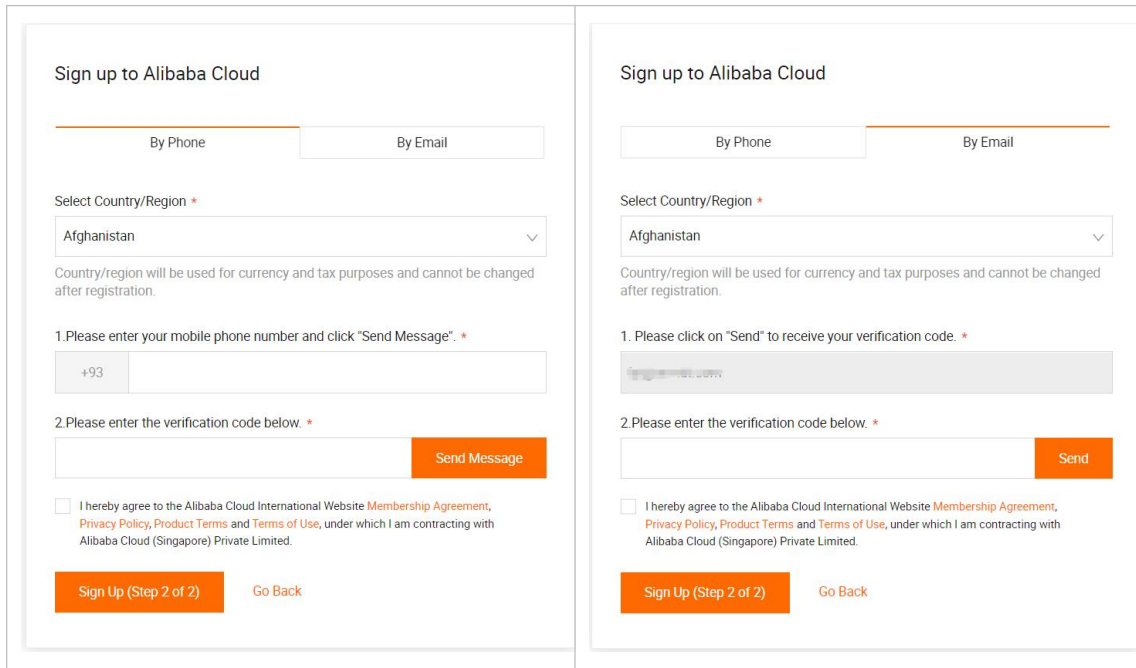 Sign up to Alibaba Cloud
By Phone
By Email
Select Country/Region *
Afghanistan
Country/region will be used for currency and tax purposes and cannot be changed
after registration.
1.Please enter your mobile phone number and click "Send Message". *
+93
2.Please enter the verification code below. *
Send Message
I hereby agree to the Alibaba Cloud International Website Membership Agreement,
Privacy Policy, Product Terms and Terms of Use, under which I am contracting with
Alibaba Cloud (Singapore) Private Limited.
Sign Up (Step 2 of 2)
Go Back
Sign up to Alibaba Cloud
By Phone
By Email
Select Country/Region *
Afghanistan
Country/region will be used for currency and tax purposes and cannot be changed
after registration.
1. Please click on "Send" to receive your verification code. *
2.Please enter the verification code below. *
Send
I hereby agree to the Alibaba Cloud International Website Membership Agreement,
Privacy Policy, Product Terms and Terms of Use, under which I am contracting with
Alibaba Cloud (Singapore) Private Limited.
Sign Up (Step 2 of 2)
Go Back